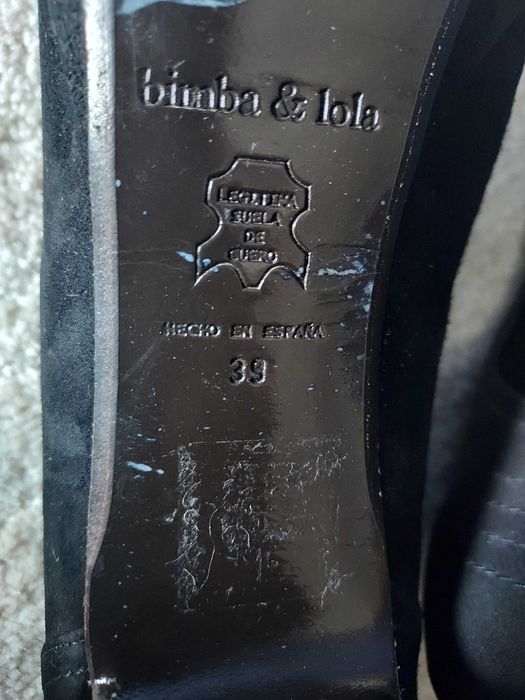 bimba & lola
LEGITIMA
SUELA
DE
CUERO
HECHO EN ESPAÑA
39